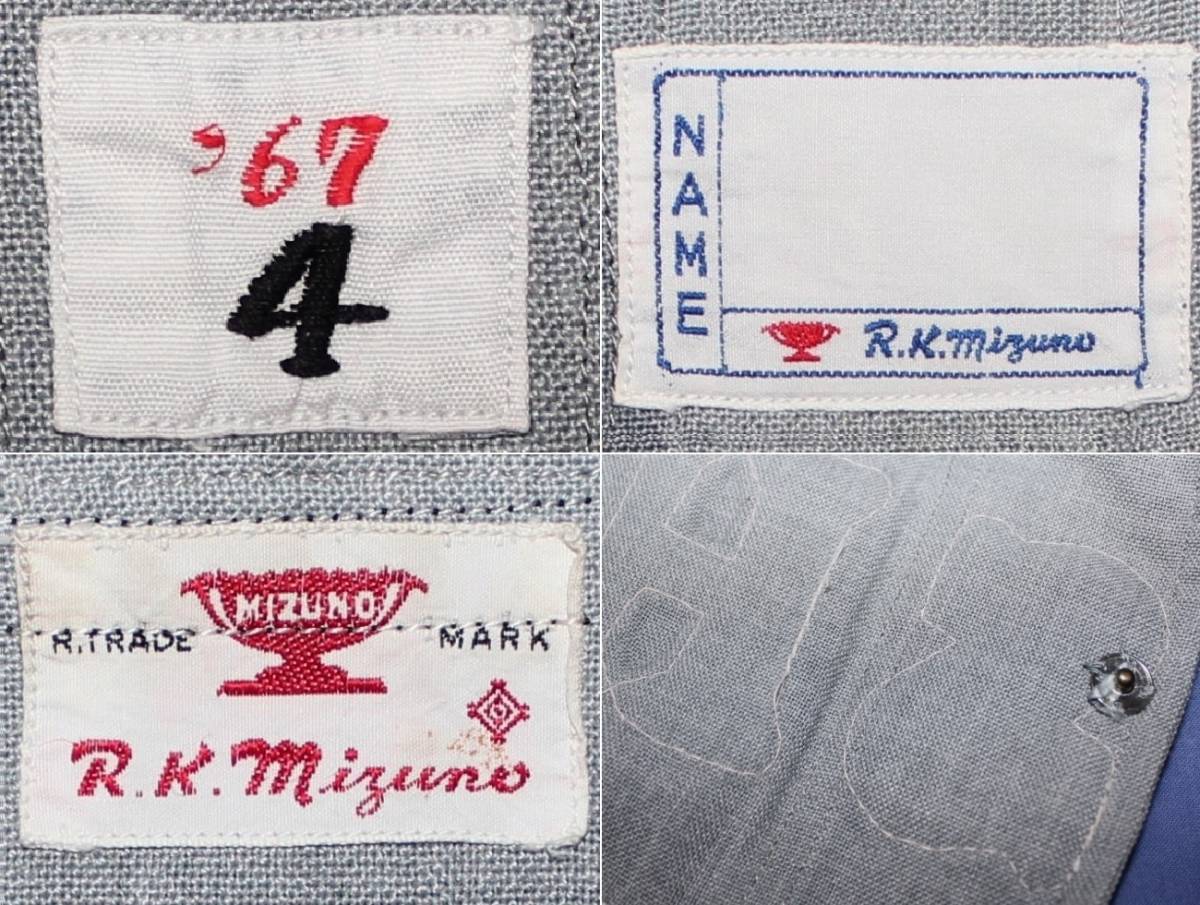 '67
4
NAME
R.K.Mizuno
MIZUNO
R.TRADE MARK
R.K.Mizuno